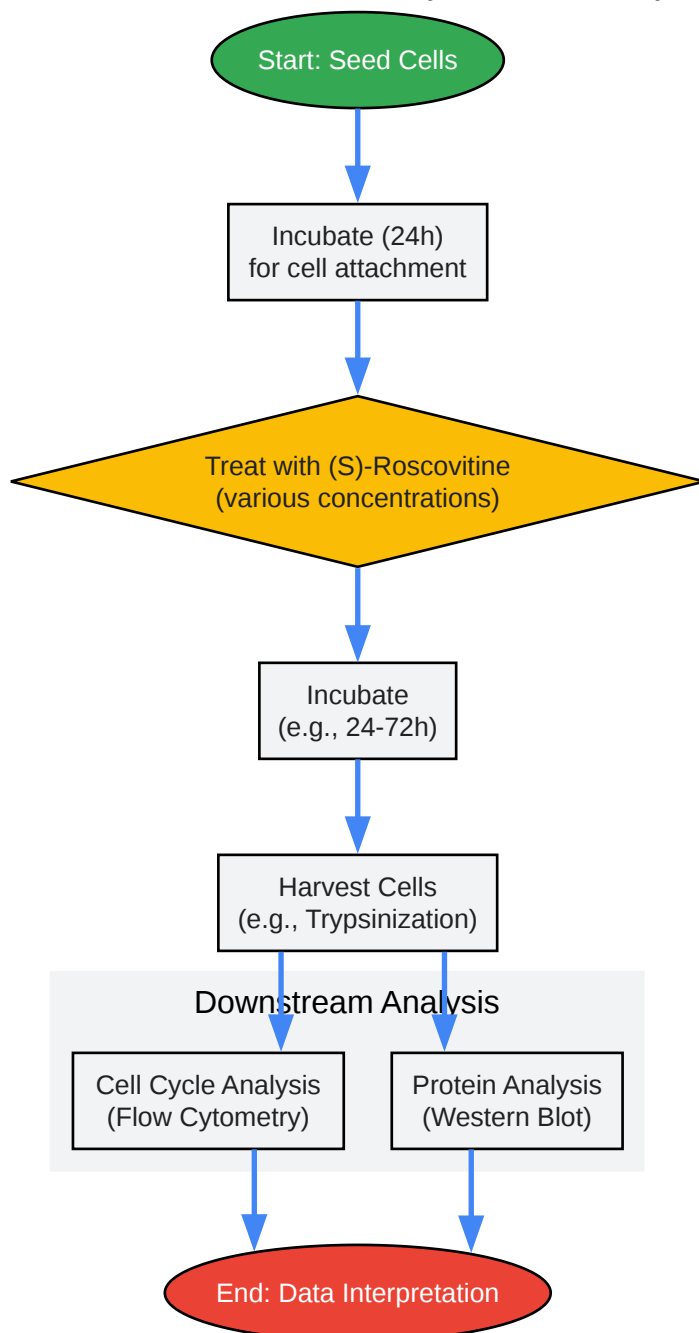 Start: Seed Cells
Incubate (24h)
for cell attachment
Treat with (S)-Roscovitine
(various concentrations)
Incubate
(e.g., 24-72h)
Harvest Cells
(e.g., Trypsinization)
Downstream Analysis
Cell Cycle Analysis
(Flow Cytometry)
Protein Analysis
(Western Blot)
End: Data Interpretation